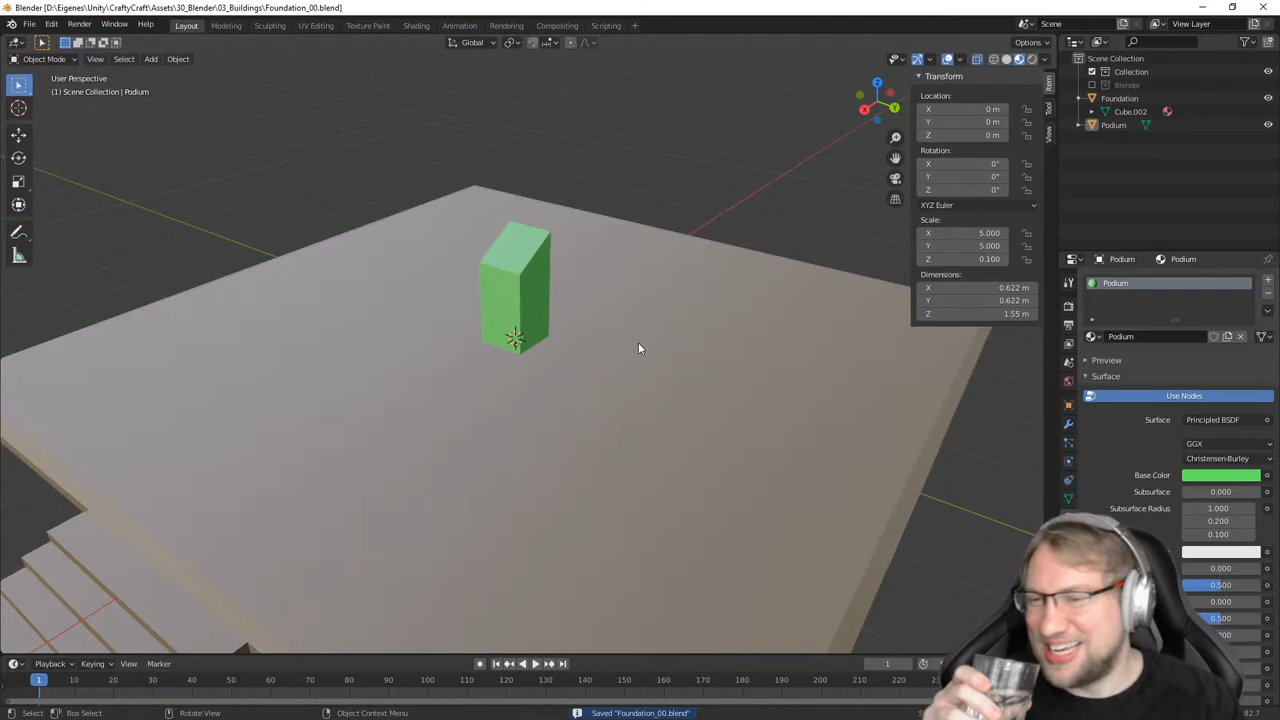 Blender [D:\Eigenes\Unity\CraftyCraft\Assets\30_Blender\03_Buildings\Foundation_00.blend]
File Edit Render Window Help Layout Modeling Sculpting UV Editing Texture Paint Shading Animation Rendering Compositing Scripting + Scene View Layer
Global Options
Object Mode View Select Add Object
User Perspective
(1) Scene Collection | Podium
Z
Y
X
Transform
Location:
X 0 m
Y 0 m
Z 0 m
Rotation:
X 0°
Y 0°
Z 0°
XYZ Euler
Scale:
X 5.000
Y 5.000
Z 0.100
Dimensions:
X 0.622 m
Y 0.622 m
Z 1.55 m
Item
Tool
View
Scene Collection
Collection
Blender
Foundation
Cube.002
Podium
Podium Podium
Podium
Podium
Preview
Surface
Use Nodes
Surface Principled BSDF
GGX
Christensen-Burley
Base Color
Subsurface 0.000
Subsurface Radius 1.000
0.200
0.100
0.000
0.500
0.000
0.500
Playback Keying View Marker 1
1 10 20 30 40 50 60 70 80 90 100 110 120 130 140 150 160 170 180 190 200 210 220 230
Select Box Select Rotate View Object Context Menu Saved "Foundation_00.blend" 82.7